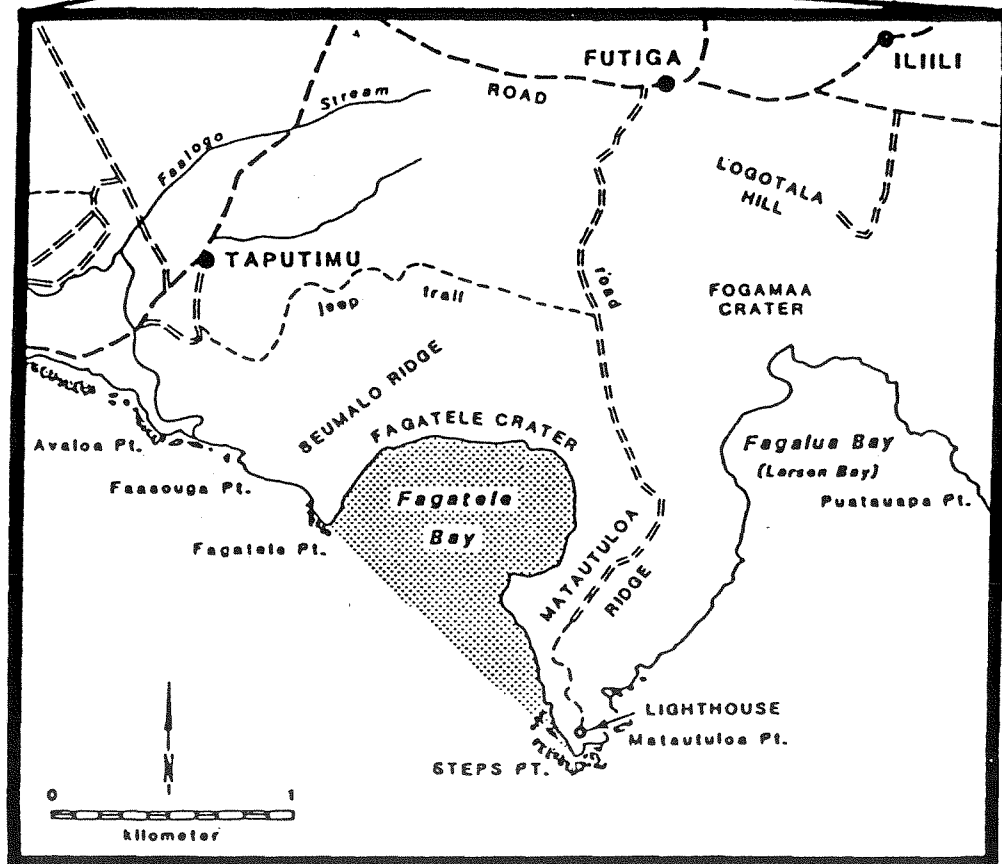 FUTIGA
ILIILI
ROAD
Faalogo Stream
LOGOTALA
HILL
TAPUTIMU
jeep trail
road
FOGAMAA
CRATER
SEUMALO RIDGE
FAGATELE CRATER
Avaloa Pt.
Fagalua Bay
(Larsen Bay)
Faasouga Pt.
Fagatele
Bay
Puatauapa Pt.
Fagatele Pt.
MATAUTULOA
RIDGE
LIGHTHOUSE
Matautuloa Pt.
STEPS PT.
N
0 1
kilometer